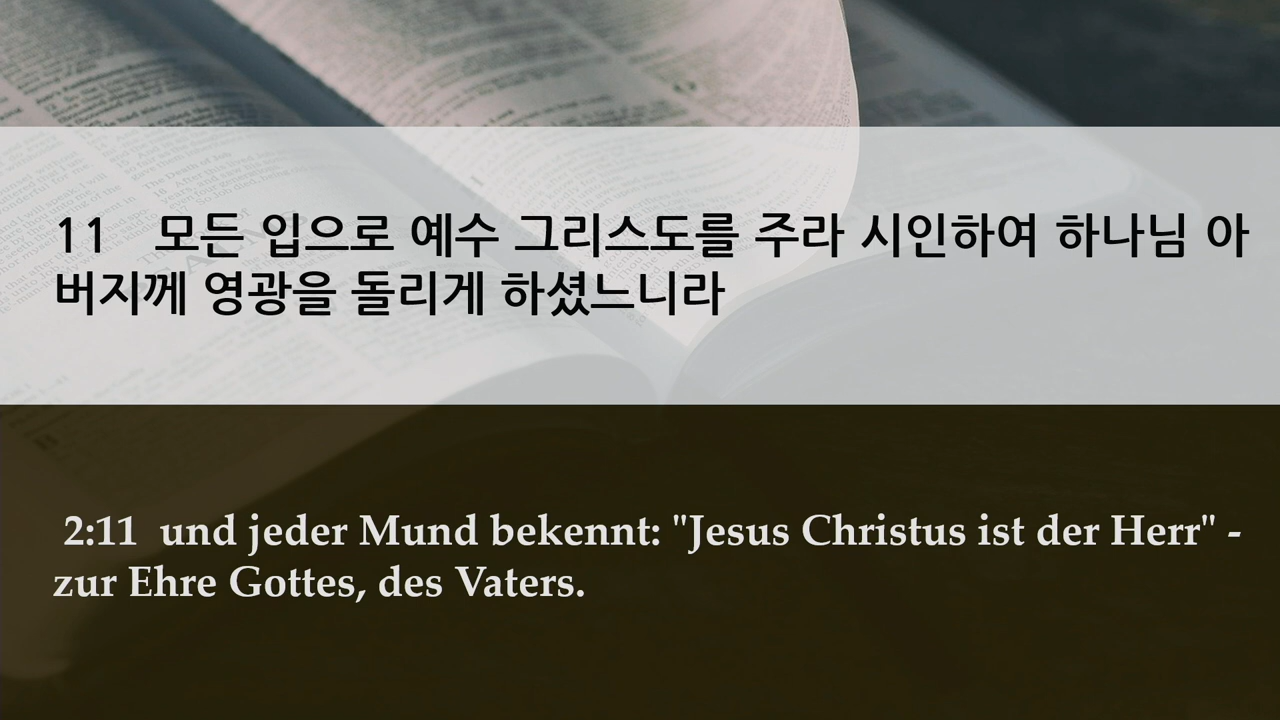 11 모든 입으로 예수 그리스도를 주라 시인하여 하나님 아
버지께 영광을 돌리게 하셨느니라
2:11 und jeder Mund bekennt: "Jesus Christus ist der Herr" -
zur Ehre Gottes, des Vaters.